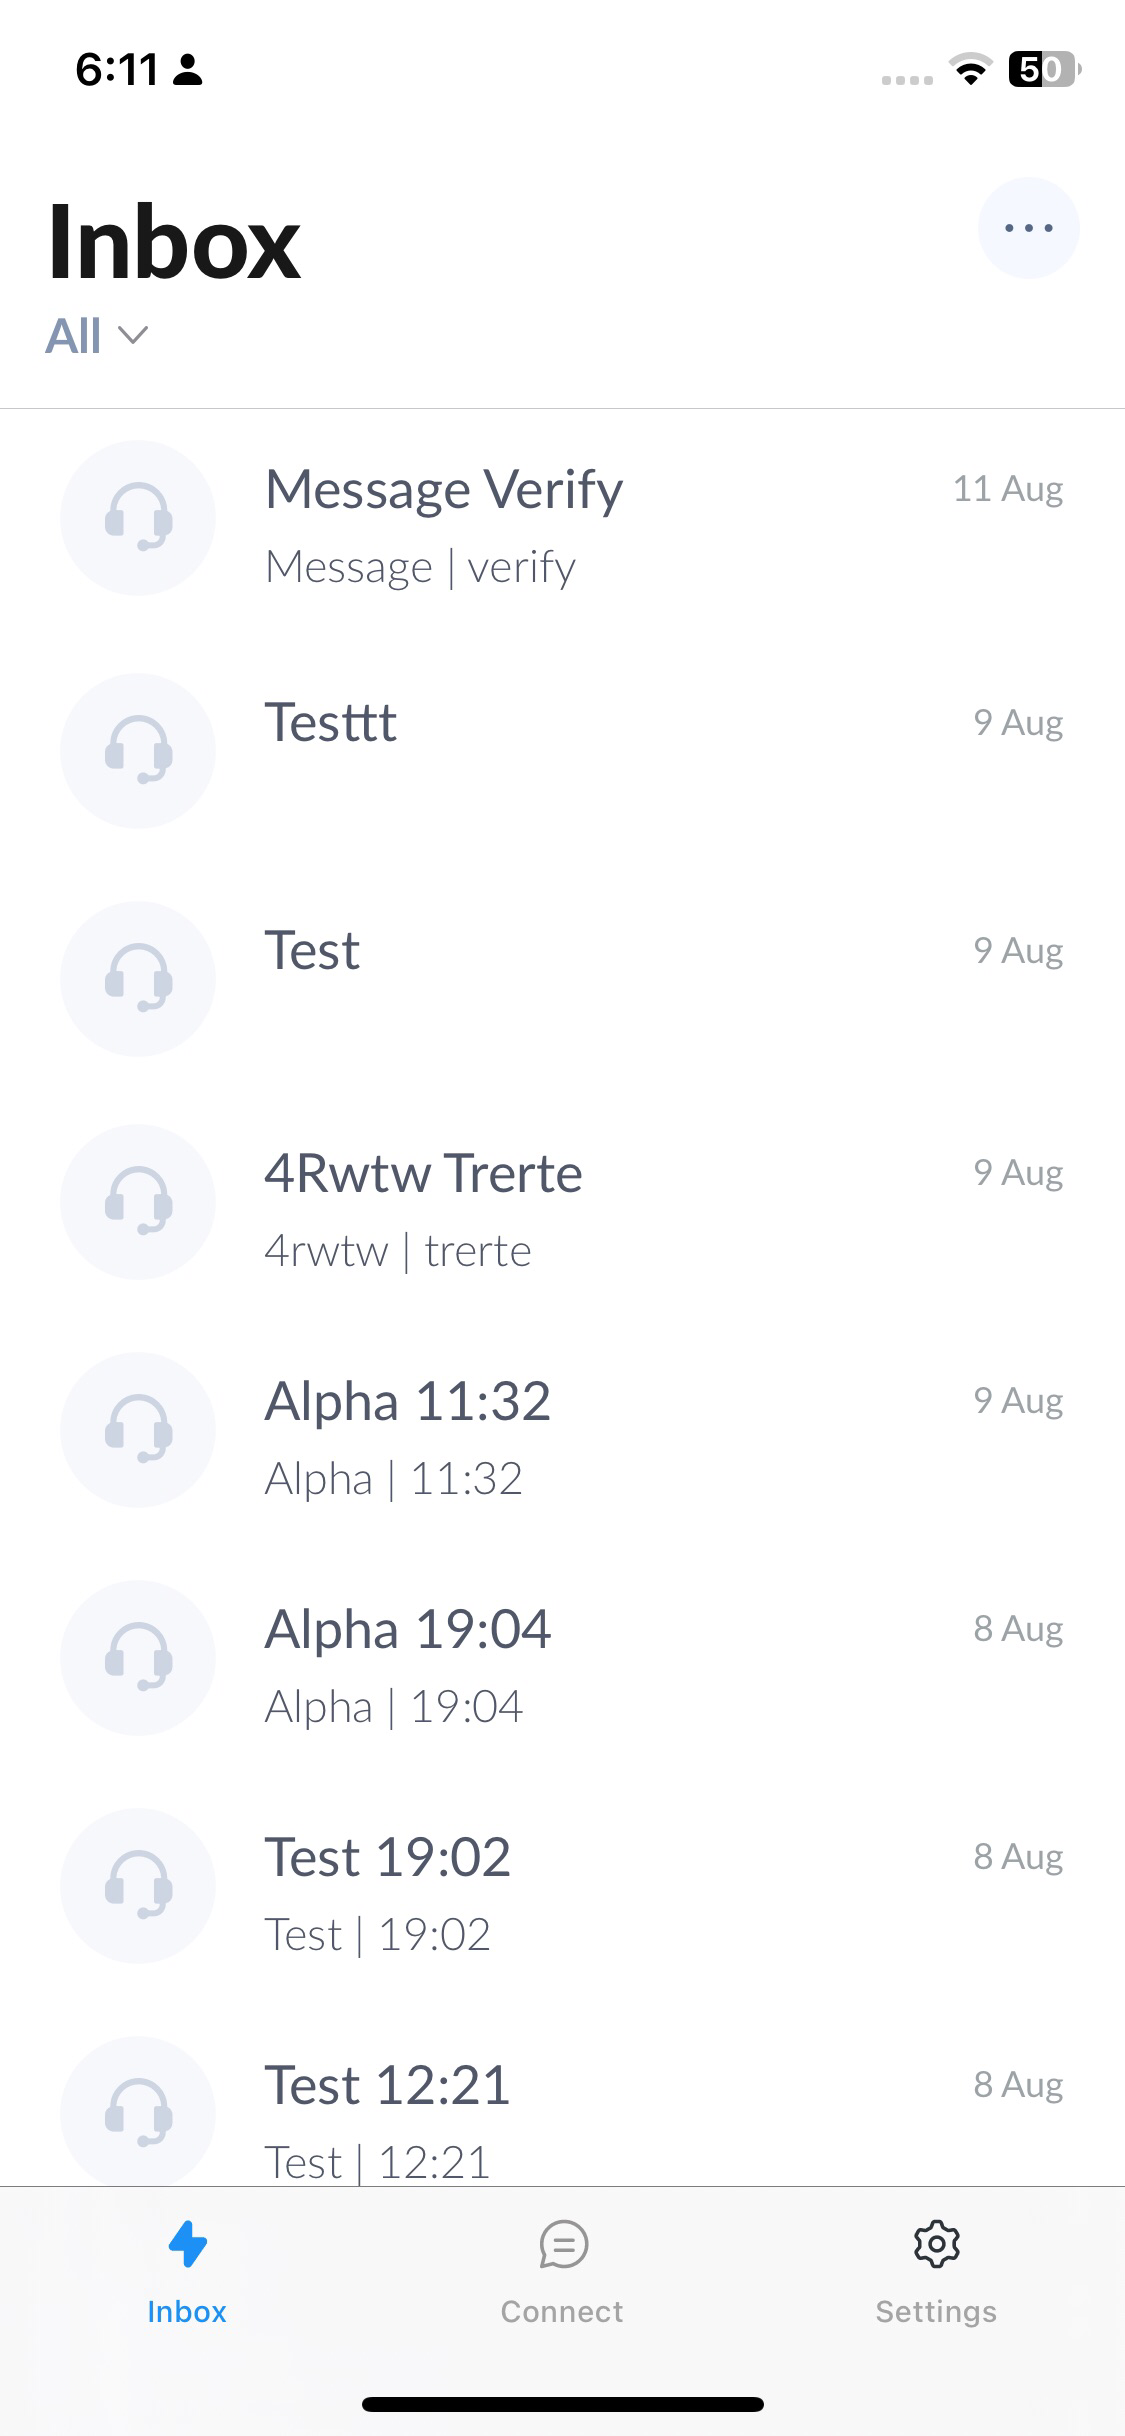 6:11
50
Inbox
All
Message Verify 11 Aug
Message | verify
Testtt 9 Aug
Test 9 Aug
4Rwtw Trerte 9 Aug
4rwtw | trerte
Alpha 11:32 9 Aug
Alpha | 11:32
Alpha 19:04 8 Aug
Alpha | 19:04
Test 19:02 8 Aug
Test | 19:02
Test 12:21 8 Aug
Test | 12:21
Inbox Connect Settings